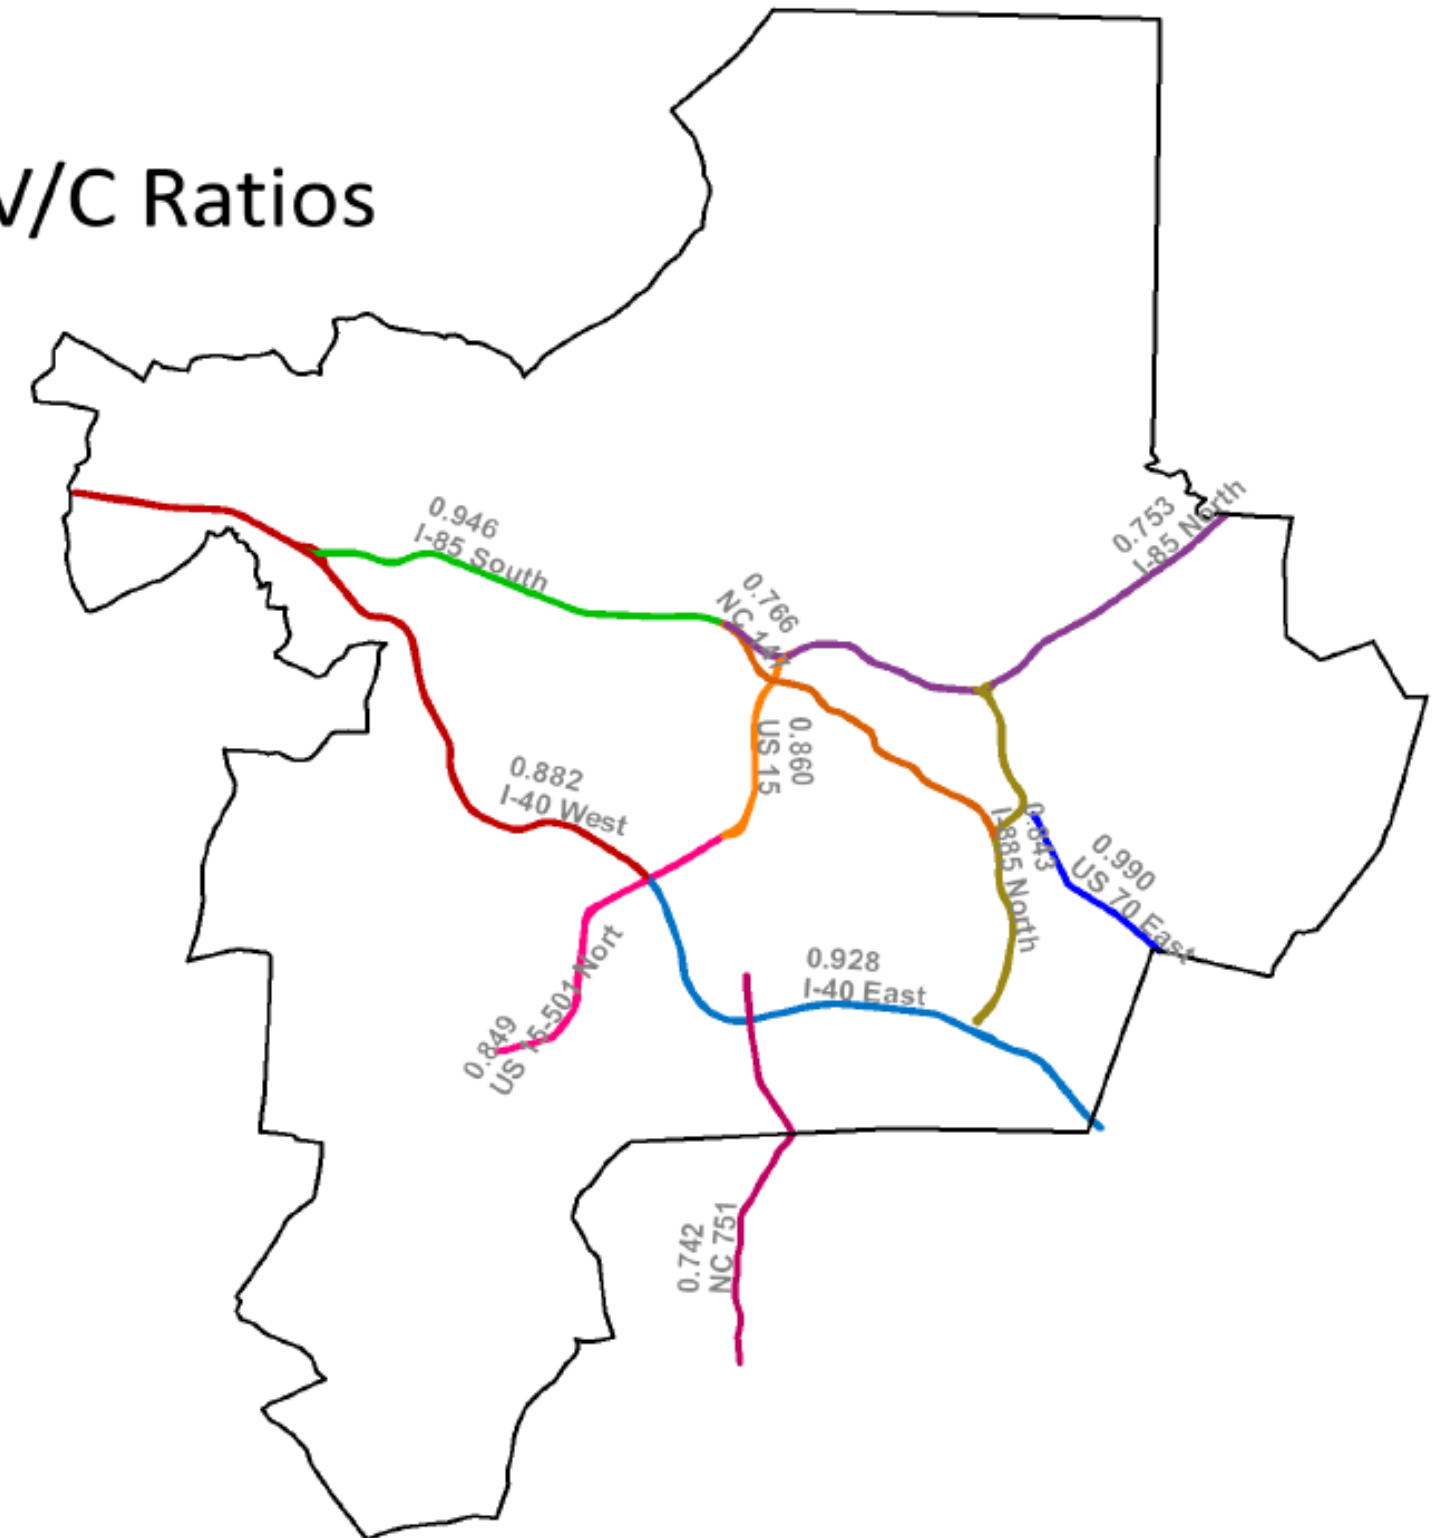 V/C Ratios
0.946
I-85 South
0.753
I-85 North
0.766
NC 147
0.860
US 15
0.882
I-40 West
0.843
I-885 North
0.990
US 70 East
0.928
I-40 East
0.849
US 15-501 Nort
0.742
NC 751